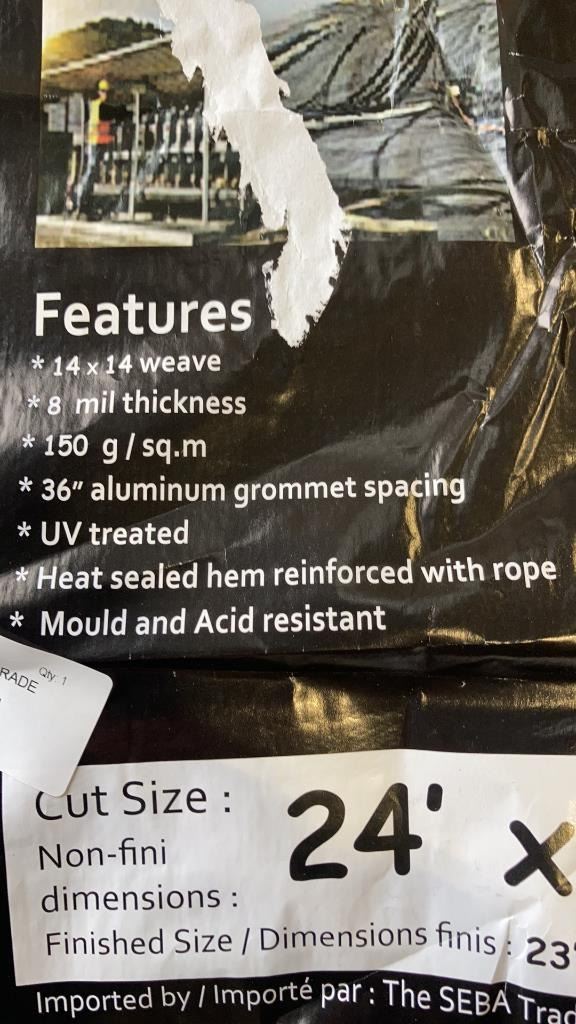 Features
* 14 x 14 weave
* 8 mil thickness
* 150 g / sq.m
* 36" aluminum grommet spacing
* UV treated
* Heat sealed hem reinforced with rope
* Mould and Acid resistant
Qty: 1
RADE
Cut Size : 24' x
Non-fini
dimensions :
Finished Size / Dimensions finis : 23'
Imported by / Importé par : The SEBA Trad